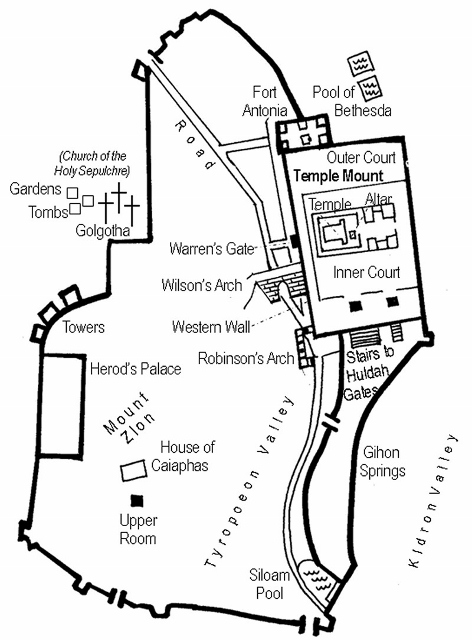 Fort
Antonia
Pool of
Bethesda
Road
(Church of the
Holy Sepulchre)
Outer Court
Temple Mount
Gardens
Tombs
Golgotha
Temple
Altar
Warren's Gate
Inner Court
Wilson's Arch
Western Wall
Towers
Robinson's Arch
Stairs to
Huldah
Gates
Herod's Palace
Mount
Zion
House of
Caiaphas
Tyropoeon Valley
Gihon
Springs
Kidron Valley
Upper
Room
Siloam
Pool